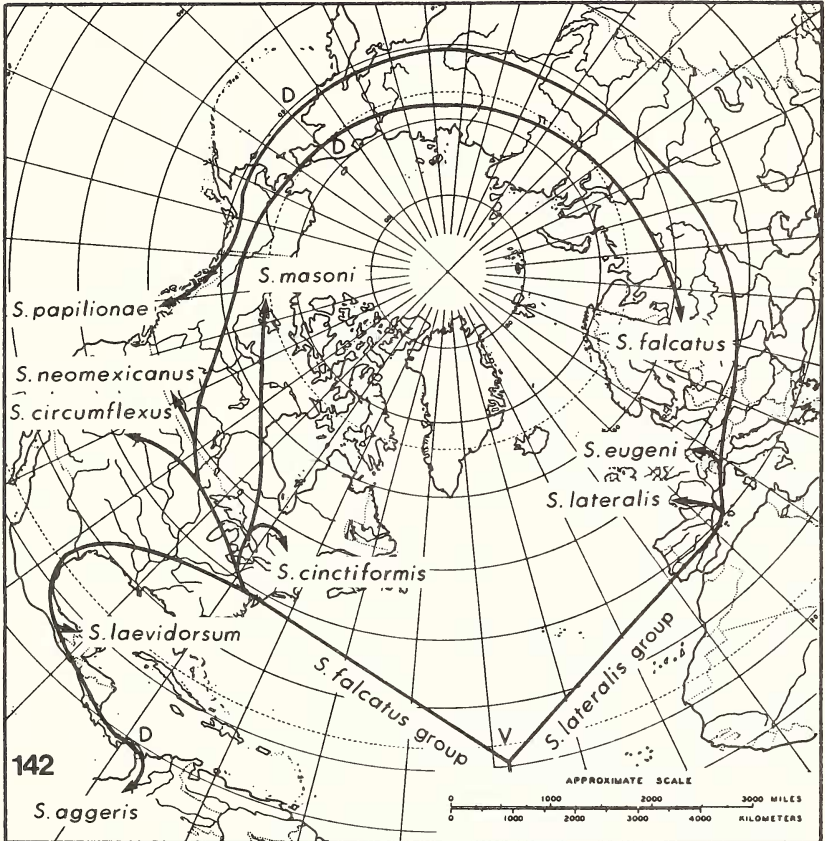 D
D
S. masoni
S. papilionae
S. falcatus
S. neomexicanus
S. circumflexus
S. eugeni
S. lateralis
S. cinctiformis
S. laevidorsum
S. falcatus group
S. lateralis group
D
V
142
S. aggeris
APPROXIMATE SCALE
0 1000 2000 3000 MILES
0 1000 2000 3000 4000 KILOMETERS